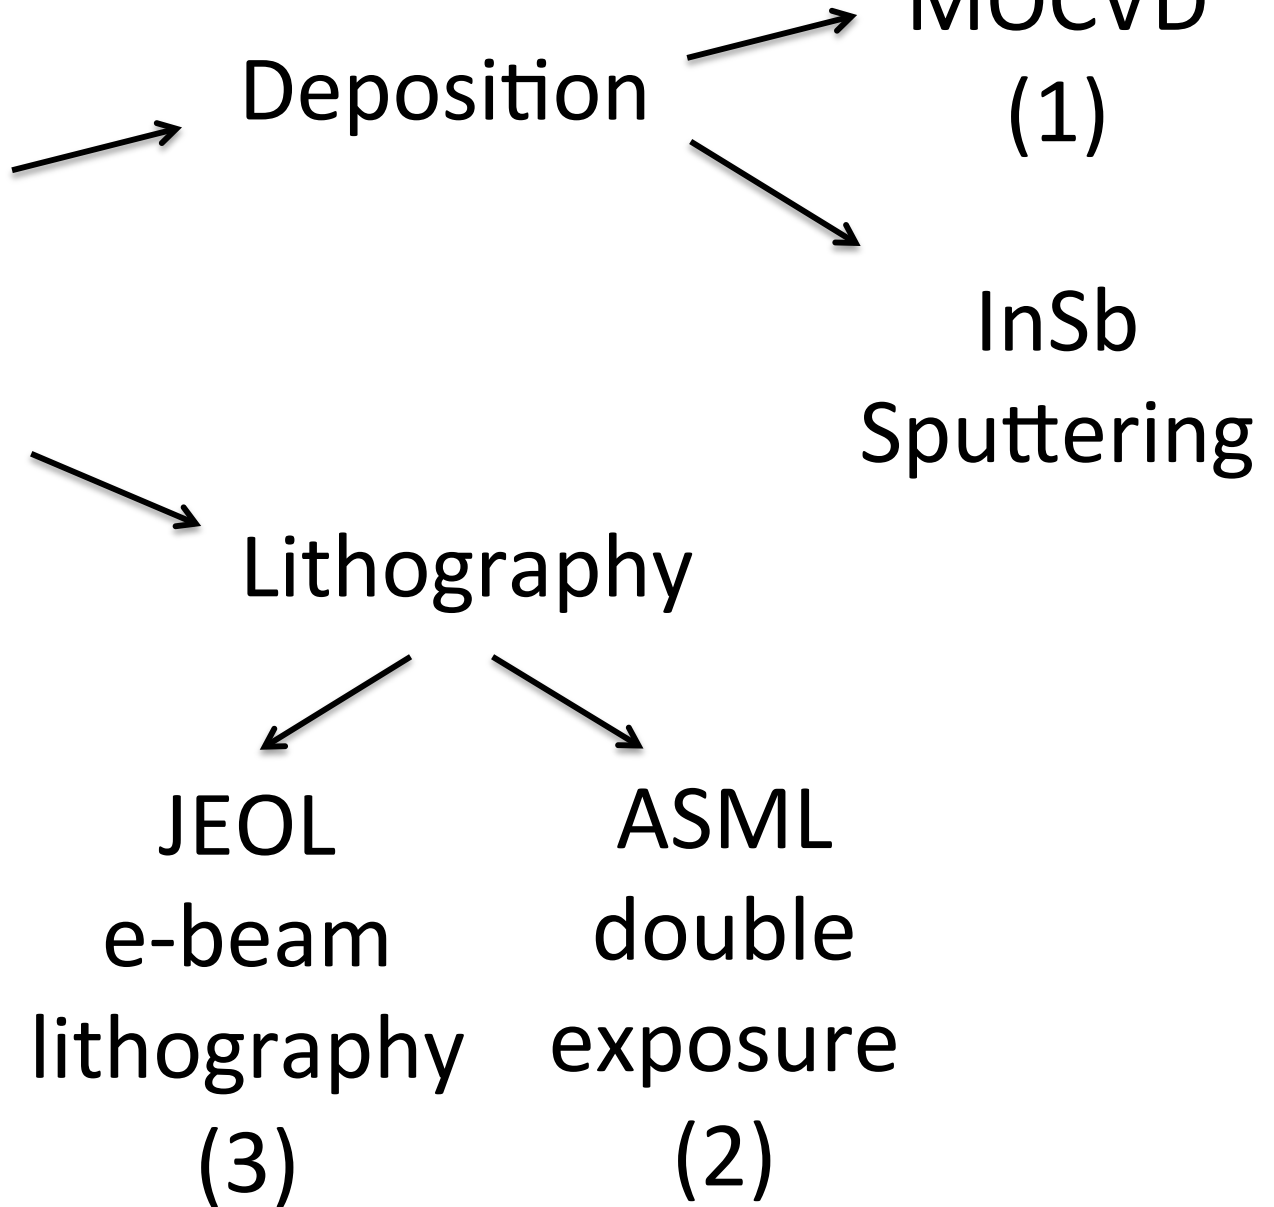 MOCVD
(1)
Deposition
InSb
Sputtering
Lithography
JEOL
e-beam
lithography
(3)
ASML
double
exposure
(2)